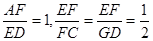 AF/ED = 1, EF/FC = EF/GD = 1/2